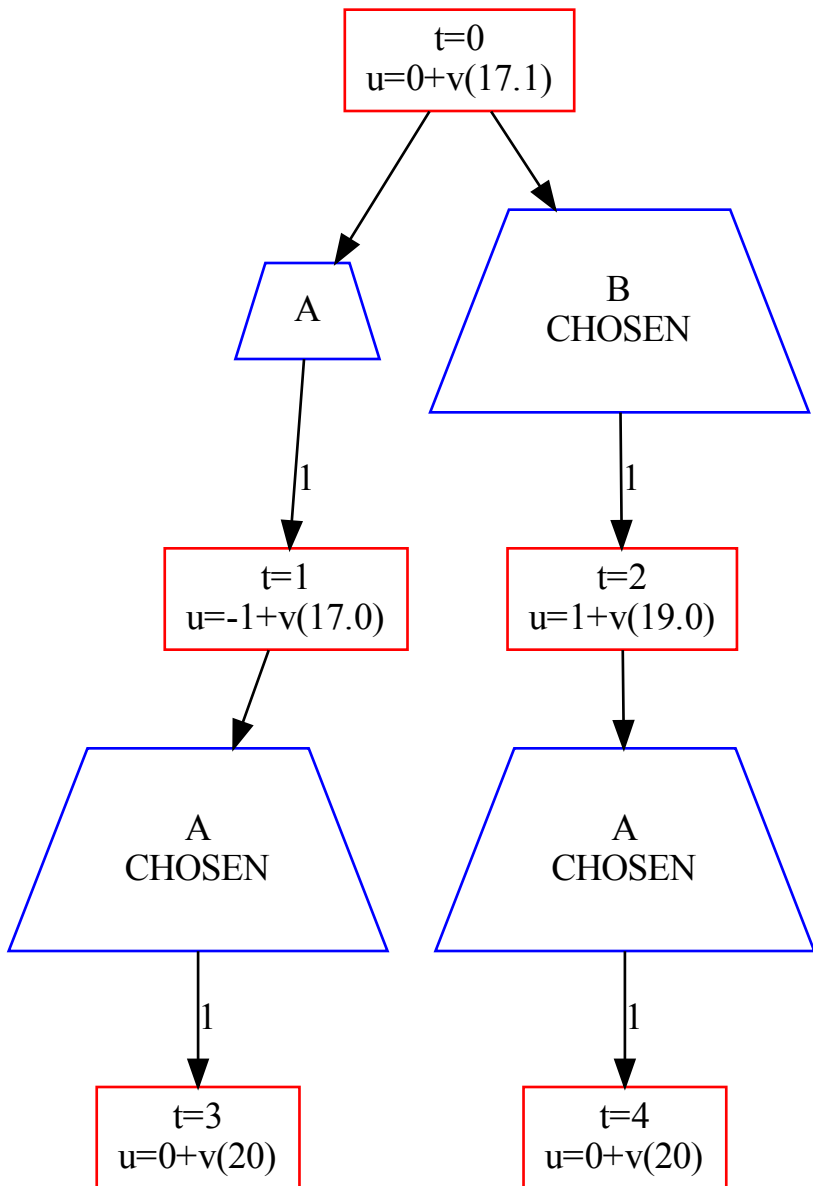 t=0
u=0+v(17.1)
A
B
CHOSEN
1
1
t=1
u=-1+v(17.0)
t=2
u=1+v(19.0)
A
CHOSEN
A
CHOSEN
1
1
t=3
u=0+v(20)
t=4
u=0+v(20)